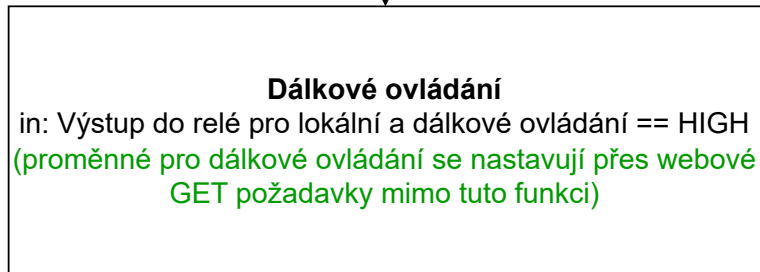 Dálkové ovládání
in: Výstup do relé pro lokální a dálkové ovládání == HIGH
(proměnné pro dálkové ovládání se nastavují přes webové
GET požadavky mimo tuto funkci)